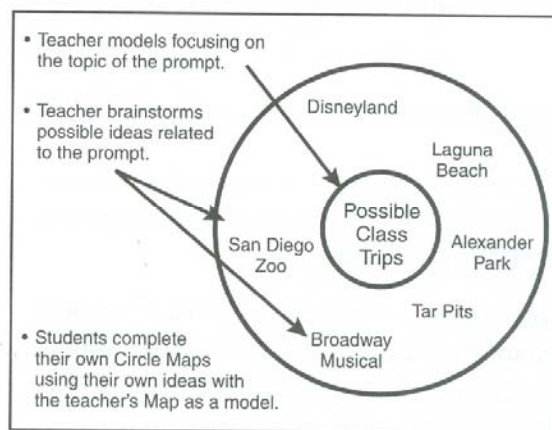 • Teacher models focusing on
the topic of the prompt.
• Teacher brainstorms
possible ideas related
to the prompt.
• Students complete
their own Circle Maps
using their own ideas with
the teacher's Map as a model.
Disneyland
Laguna
Beach
Possible
Class
Trips
San Diego
Zoo
Alexander
Park
Tar Pits
Broadway
Musical